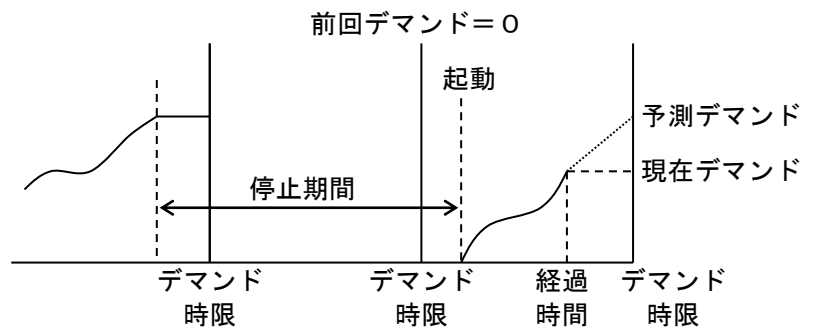 前回デマンド＝０
起動
予測デマンド
現在デマンド
停止期間
デマンド
時限
デマンド
時限
経過
時間
デマンド
時限